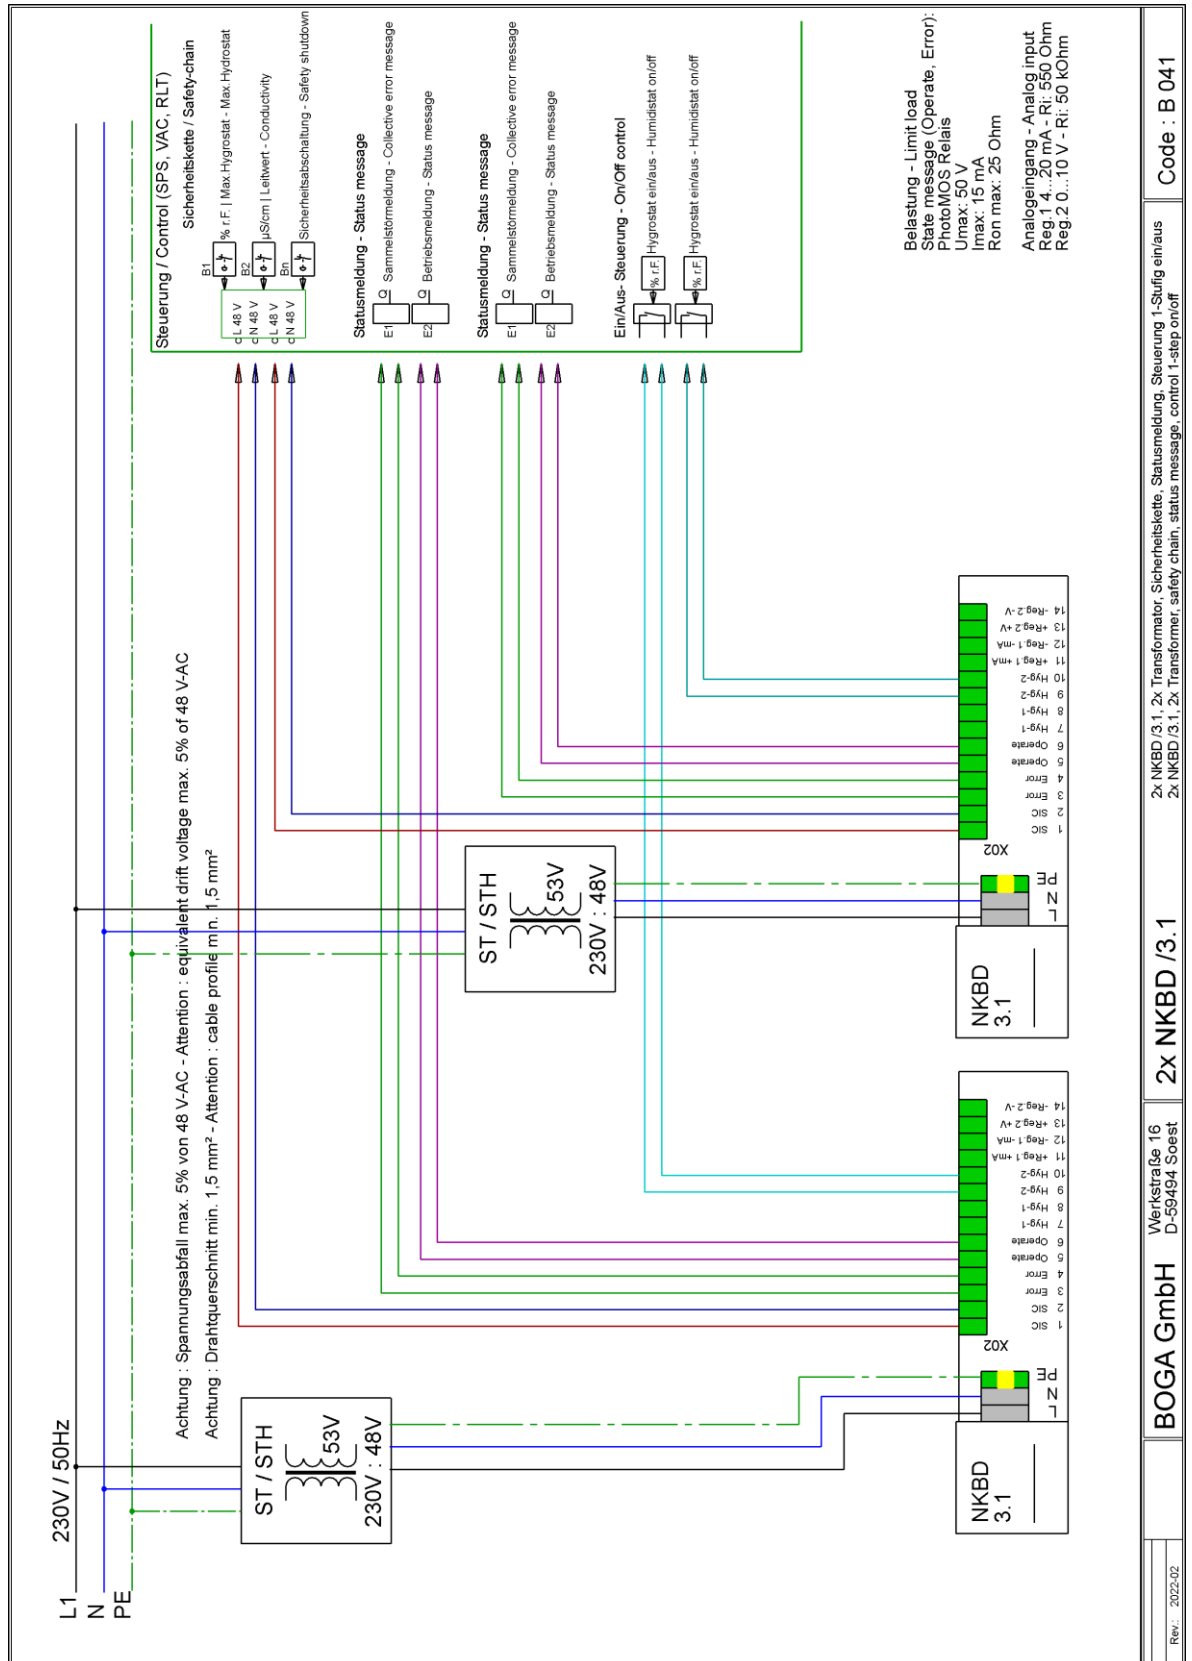 230V / 50Hz
L1
N
PE
Achtung : Spannungsabfall max. 5% von 48 V-AC - Attention : equivalent drift voltage max. 5% of 48 V-AC
Achtung : Drahtquerschnitt min. 1,5 mm² - Attention : cable profile min. 1,5 mm²
Steuerung / Control (SPS, VAC, RLT)
Sicherheitskette / Safety-chain
B1
% r.F. | Max.Hygrostat - Max.Hydrostat
B2
µS/cm | Leitwert - Conductivity
Bn
Sicherheitsabschaltung - Safety shutdown
c L 48 V
c N 48 V
c L 48 V
c N 48 V
Statusmeldung - Status message
E1
Q
Sammelstörmeldung - Collective error message
E2
Q
Betriebsmeldung - Status message
Statusmeldung - Status message
E1
Q
Sammelstörmeldung - Collective error message
E2
Q
Betriebsmeldung - Status message
Ein/Aus- Steuerung - On/Off control
% r.F.
Hygrostat ein/aus - Humidistat on/off
% r.F.
Hygrostat ein/aus - Humidistat on/off
ST / STH
53V
230V : 48V
ST / STH
53V
230V : 48V
Belastung - Limit load
State message (Operate, Error):
PhotoMOS Relais
Umax: 50 V
Imax: 15 mA
Ron max: 25 Ohm
Analogeingang - Analog input
Reg.1 4...20 mA - Ri: 550 Ohm
Reg.2 0...10 V - Ri: 50 kOhm
NKBD
3.1
L
N
PE
X02
1 SIC
2 SIC
3 Error
4 Error
5 Operate
6 Operate
7 Hyg-1
8 Hyg-1
9 Hyg-2
10 Hyg-2
11 +Reg.1 +mA
12 -Reg.1 -mA
13 +Reg.2 +V
14 -Reg.2 -V
NKBD
3.1
L
N
PE
X02
1 SIC
2 SIC
3 Error
4 Error
5 Operate
6 Operate
7 Hyg-1
8 Hyg-1
9 Hyg-2
10 Hyg-2
11 +Reg.1 +mA
12 -Reg.1 -mA
13 +Reg.2 +V
14 -Reg.2 -V
Rev.: 2022-02
BOGA GmbH
Werkstraße 16
D-59494 Soest
2x NKBD /3.1
2x NKBD /3.1, 2x Transformator, Sicherheitskette, Statusmeldung, Steuerung 1-Stufig ein/aus
2x NKBD /3.1, 2x Transformer, safety chain, status message, control 1-step on/off
Code : B 041